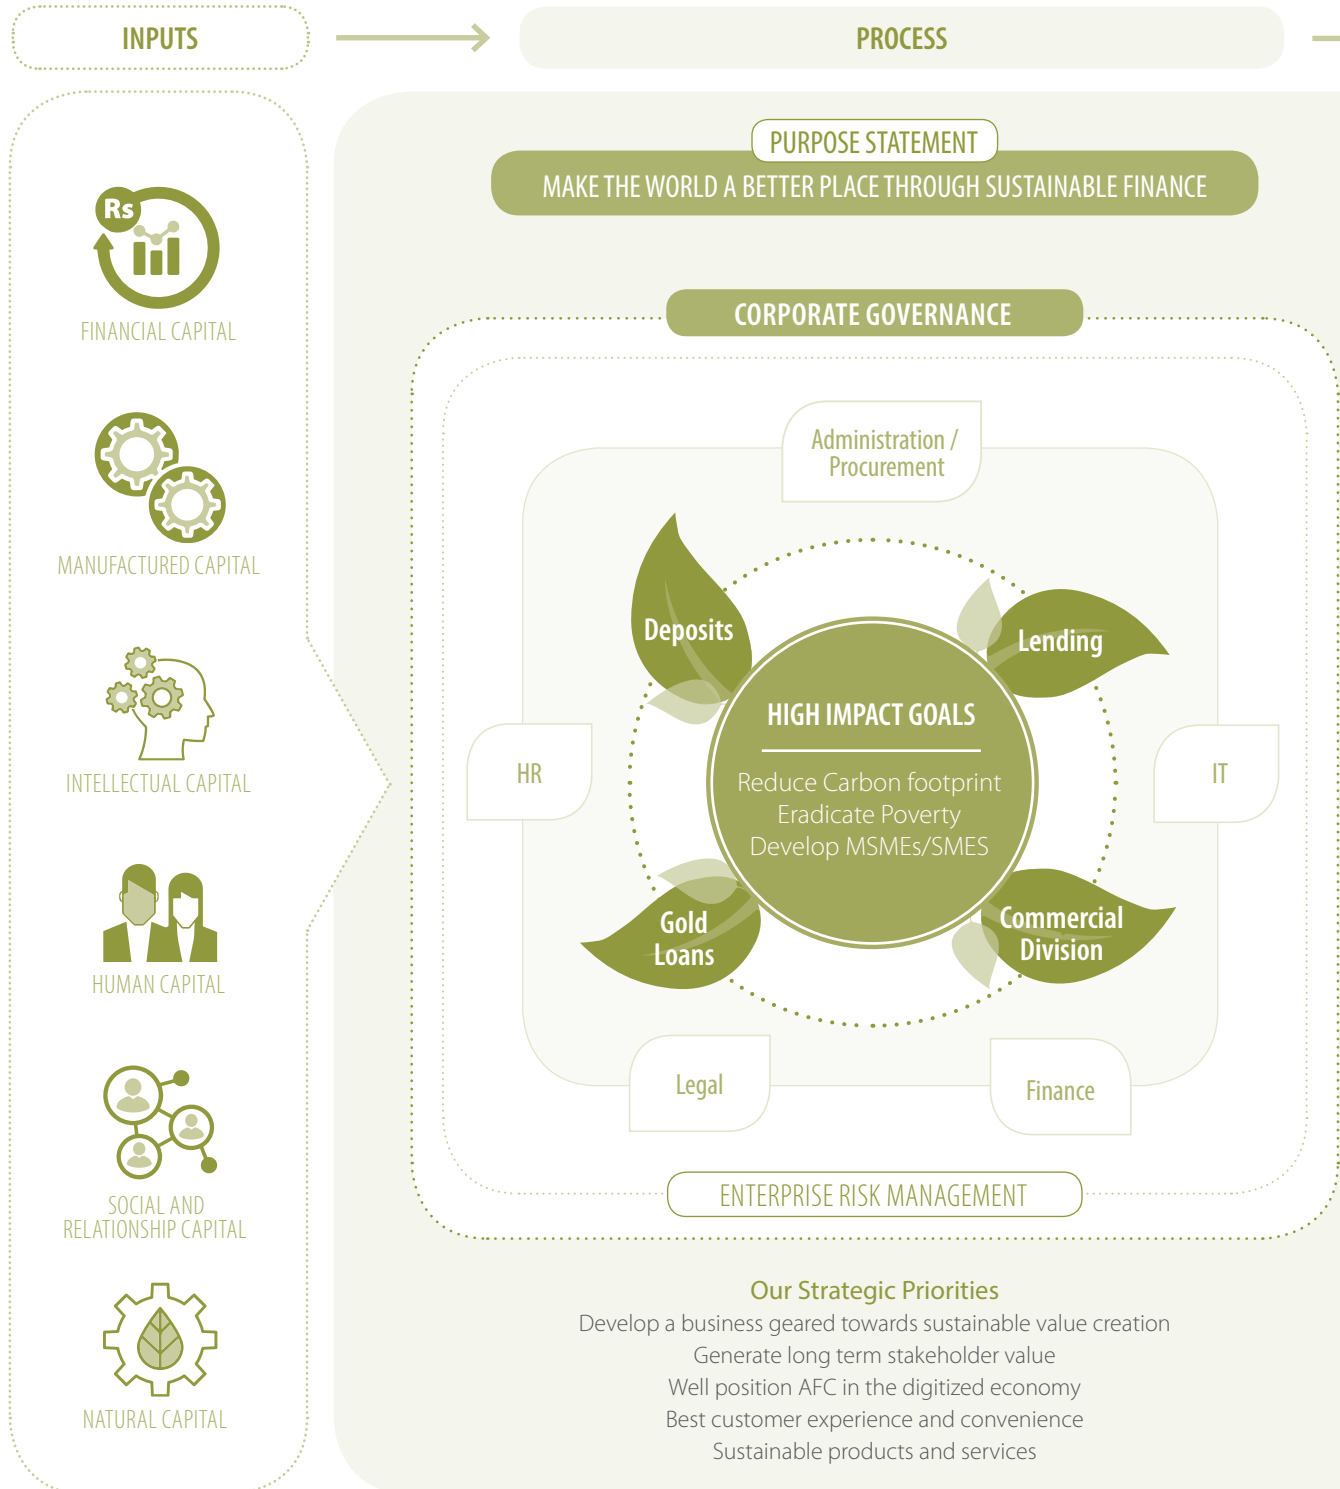 INPUTS
PROCESS
Rs
FINANCIAL CAPITAL
MANUFACTURED CAPITAL
INTELLECTUAL CAPITAL
HUMAN CAPITAL
SOCIAL AND
RELATIONSHIP CAPITAL
NATURAL CAPITAL
PURPOSE STATEMENT
MAKE THE WORLD A BETTER PLACE THROUGH SUSTAINABLE FINANCE
CORPORATE GOVERNANCE
Administration /
Procurement
Deposits
Lending
HIGH IMPACT GOALS
Reduce Carbon footprint
Eradicate Poverty
Develop MSMEs/SMES
HR
IT
Gold
Loans
Commercial
Division
Legal
Finance
ENTERPRISE RISK MANAGEMENT
Our Strategic Priorities
Develop a business geared towards sustainable value creation
Generate long term stakeholder value
Well position AFC in the digitized economy
Best customer experience and convenience
Sustainable products and services